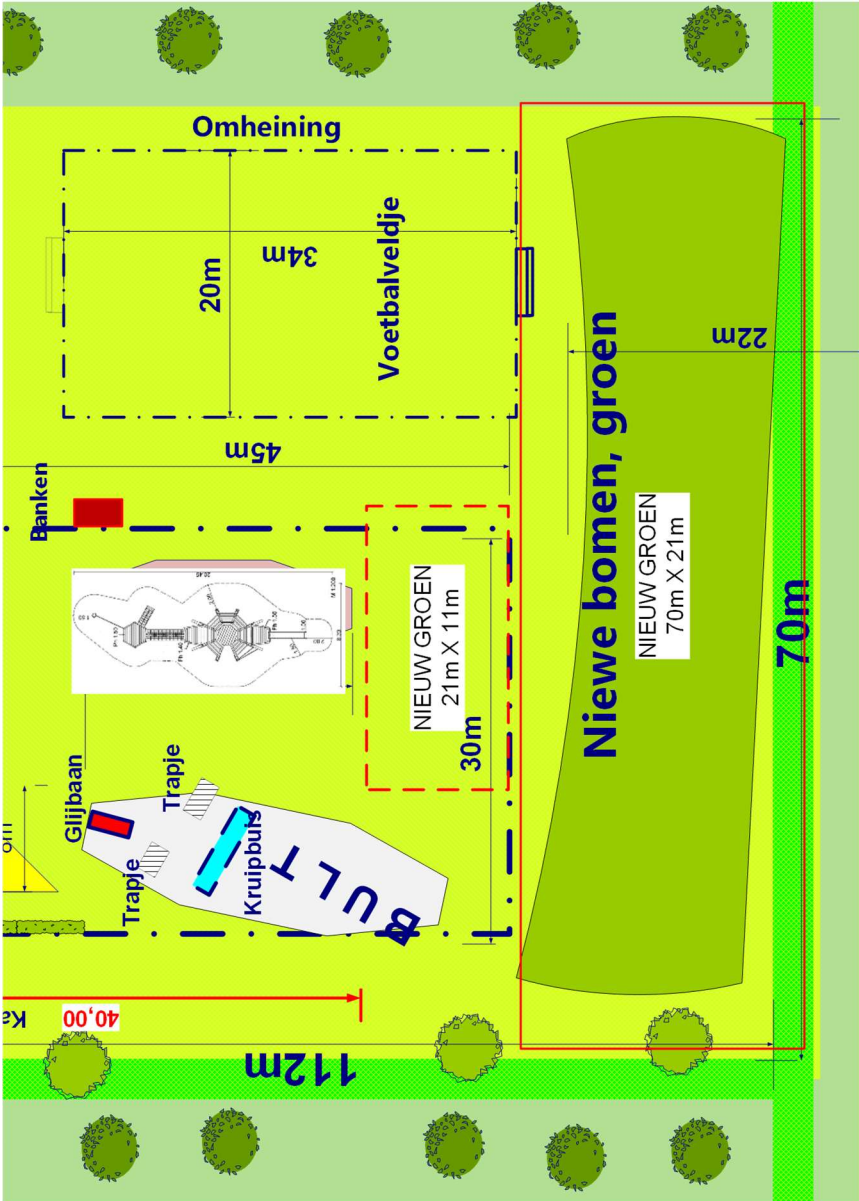 Omheining
34m
20m
Voetbalveldje
22m
Niewe bomen, groen
45m
Banken
NIEUW GROEN
21m X 11m
NIEUW GROEN
70m X 21m
70m
30m
Glijbaan
Trapje
Trapje
Kruipbuis
BULT
40,00
112m